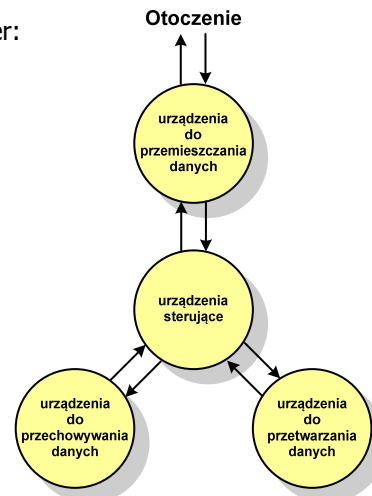 er:
Otoczenie
urządzenia
do
przemieszczania
danych
urządzenia
sterujące
urządzenia
do
przechowywania
danych
urządzenia
do
przetwarzania
danych